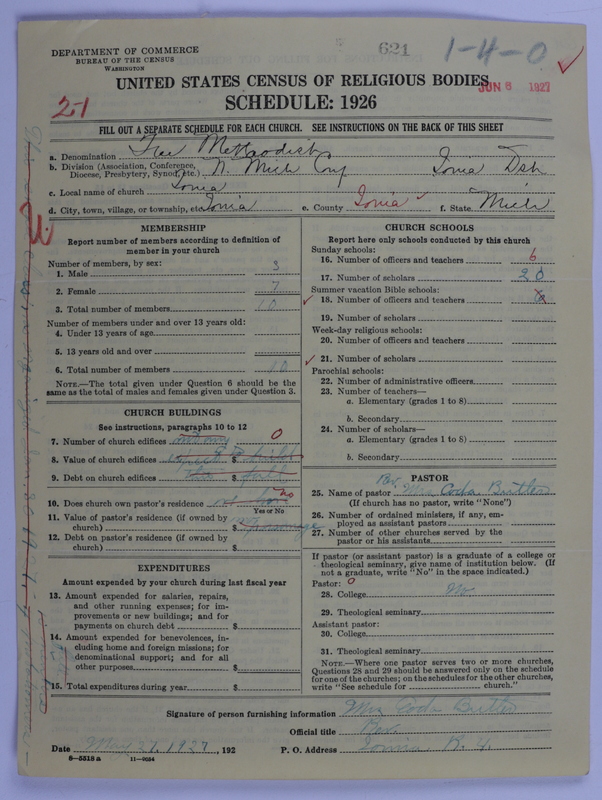 621
1-4-0
DEPARTMENT OF COMMERCE
BUREAU OF THE CENSUS
WASHINGTON
UNITED STATES CENSUS OF RELIGIOUS BODIES
JUN 8 1927
SCHEDULE: 1926
2-1
FILL OUT A SEPARATE SCHEDULE FOR EACH CHURCH. SEE INSTRUCTIONS ON THE BACK OF THIS SHEET
a. Denomination Free Methodist
b. Division (Association, Conference, Diocese, Presbytery, Synod, etc.) N. Mich Conf Ionia Dst
c. Local name of church Ionia
d. City, town, village, or township, etc. Ionia e. County Ionia f. State Mich
MEMBERSHIP
Report number of members according to definition of member in your church
Number of members, by sex:
1. Male 3
2. Female 7
3. Total number of members 10
Number of members under and over 13 years old:
4. Under 13 years of age
5. 13 years old and over
6. Total number of members 10
NOTE.—The total given under Question 6 should be the same as the total of males and females given under Question 3.
CHURCH BUILDINGS
See instructions, paragraphs 10 to 12
7. Number of church edifices 0
8. Value of church edifices $
9. Debt on church edifices $
10. Does church own pastor's residence no
Yes or No
11. Value of pastor's residence (if owned by church) $
12. Debt on pastor's residence (if owned by church) $
EXPENDITURES
Amount expended by your church during last fiscal year
13. Amount expended for salaries, repairs, and other running expenses; for improvements or new buildings; and for payments on church debt $
14. Amount expended for benevolences, including home and foreign missions; for denominational support; and for all other purposes $
15. Total expenditures during year $
CHURCH SCHOOLS
Report here only schools conducted by this church
Sunday schools:
16. Number of officers and teachers 6
17. Number of scholars 20
Summer vacation Bible schools:
18. Number of officers and teachers
19. Number of scholars
Week-day religious schools:
20. Number of officers and teachers
21. Number of scholars
Parochial schools:
22. Number of administrative officers
23. Number of teachers—
a. Elementary (grades 1 to 8)
b. Secondary
24. Number of scholars—
a. Elementary (grades 1 to 8)
b. Secondary
PASTOR
25. Name of pastor Rev. Mrs Butler
(If church has no pastor, write "None")
26. Number of ordained ministers, if any, employed as assistant pastors
27. Number of other churches served by the pastor or his assistants
If pastor (or assistant pastor) is a graduate of a college or theological seminary, give name of institution below. (If not a graduate, write "No" in the space indicated.)
Pastor: 0
28. College No
29. Theological seminary
Assistant pastor:
30. College
31. Theological seminary
NOTE.—Where one pastor serves two or more churches, Questions 28 and 29 should be answered only on the schedule for one of the churches; on the schedules for the other churches, write "See schedule for church."
Signature of person furnishing information Mrs Butler
Official title Rev.
Date May 27, 1927, 192 P. O. Address Ionia R. 4.
8-5518a 11-9034